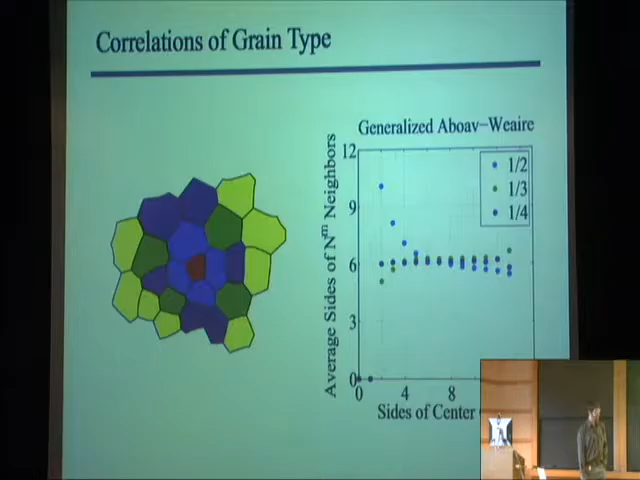 Correlations of Grain Type
Generalized Aboav-Weaire
12
9
6
3
0
0
4
8
1/2
1/3
1/4
Average Sides of Nᵐ Neighbors
Sides of Center